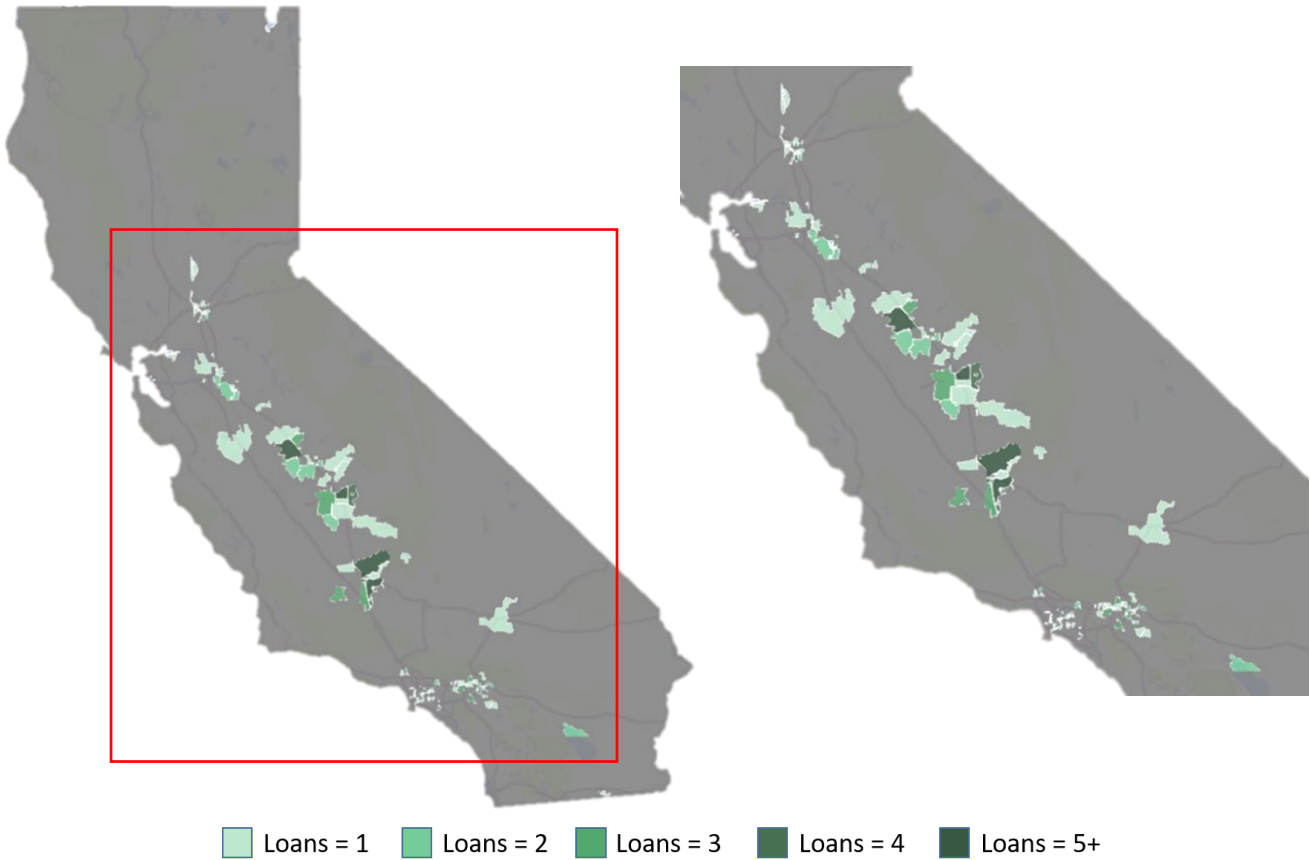 Loans = 1 Loans = 2 Loans = 3 Loans = 4 Loans = 5+